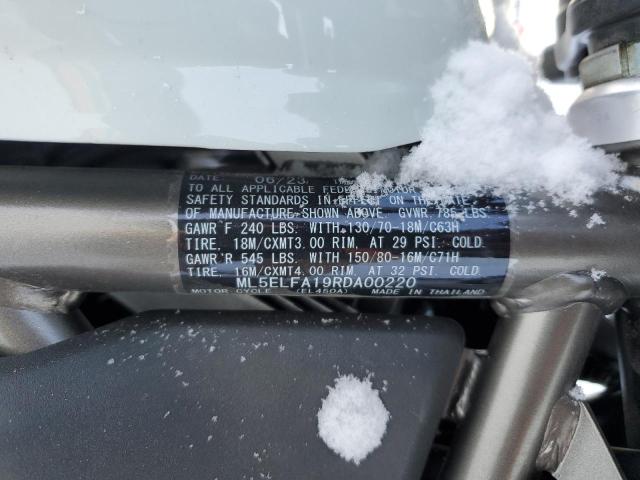 DATE: 06/23
TO ALL APPLICABLE FEDERAL MOTOR
SAFETY STANDARDS IN EFFECT ON THE DATE
OF MANUFACTURE SHOWN ABOVE GVWR 785 LBS
GAWR F 240 LBS. WITH 130/70-18M/C63H
TIRE, 18M/CXMT3.00 RIM, AT 29 PSI. COLD.
GAWR R 545 LBS. WITH 150/80-16M/C71H
TIRE, 16M/CXMT4.00 RIM, AT 32 PSI. COLD.
ML5ELFA19RDA00220
MOTOR CYCLE (EL450A) MADE IN THAILAND